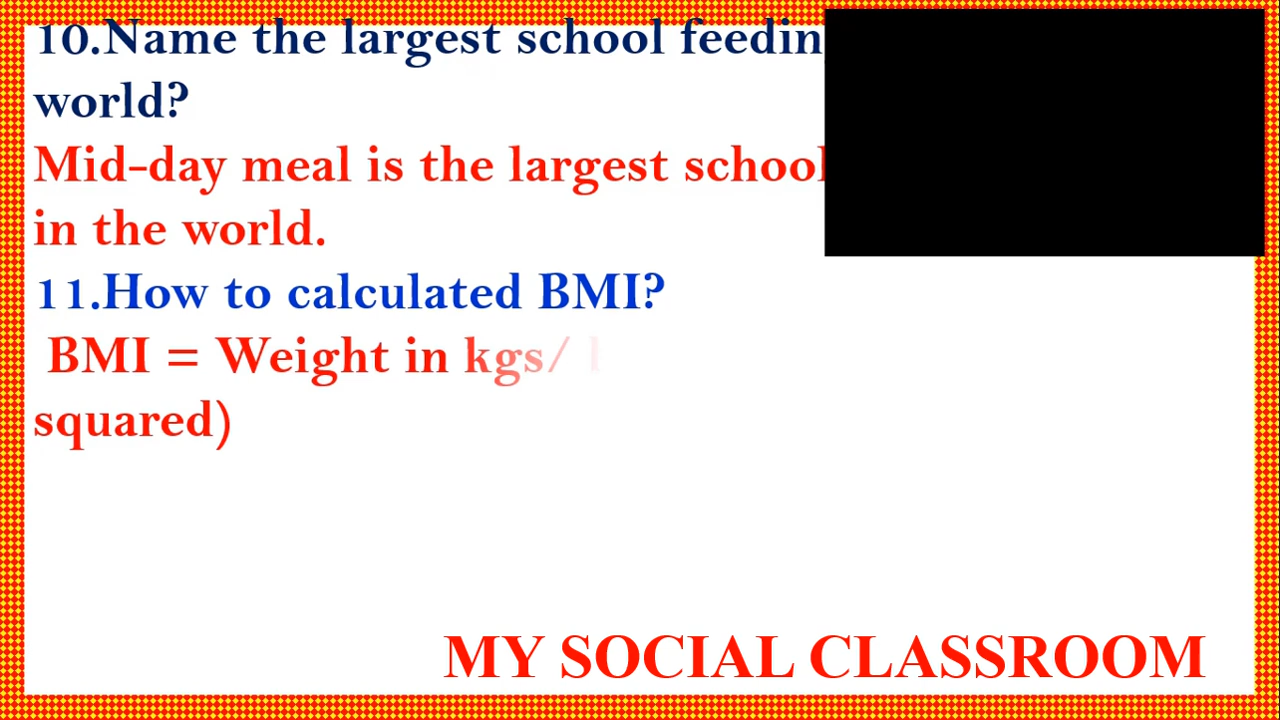 10.Name the largest school feedin
world?
Mid-day meal is the largest school
in the world.
11.How to calculated BMI?
BMI = Weight in kgs/
squared)
MY SOCIAL CLASSROOM